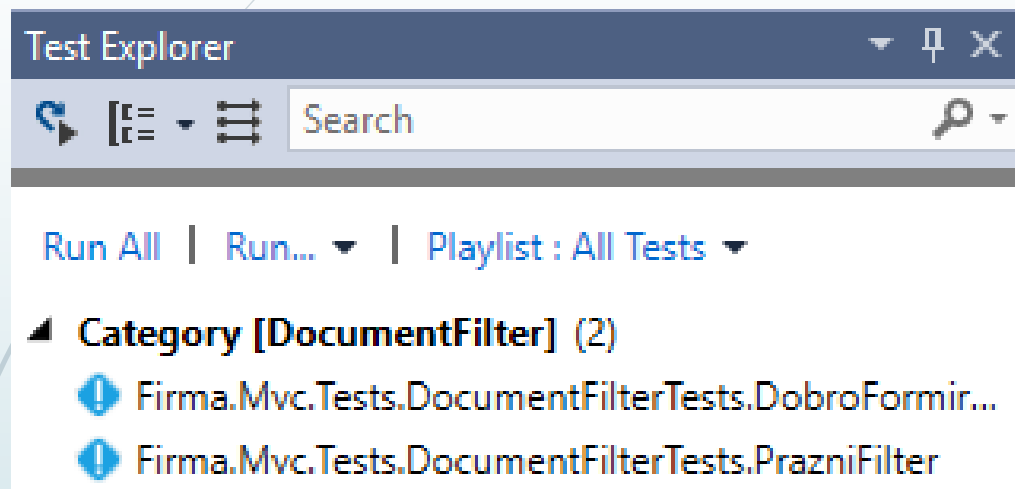 Test Explorer
Search
Run All | Run... | Playlist : All Tests
Category [DocumentFilter] (2)
Firma.Mvc.Tests.DocumentFilterTests.DobroFormir...
Firma.Mvc.Tests.DocumentFilterTests.PrazniFilter